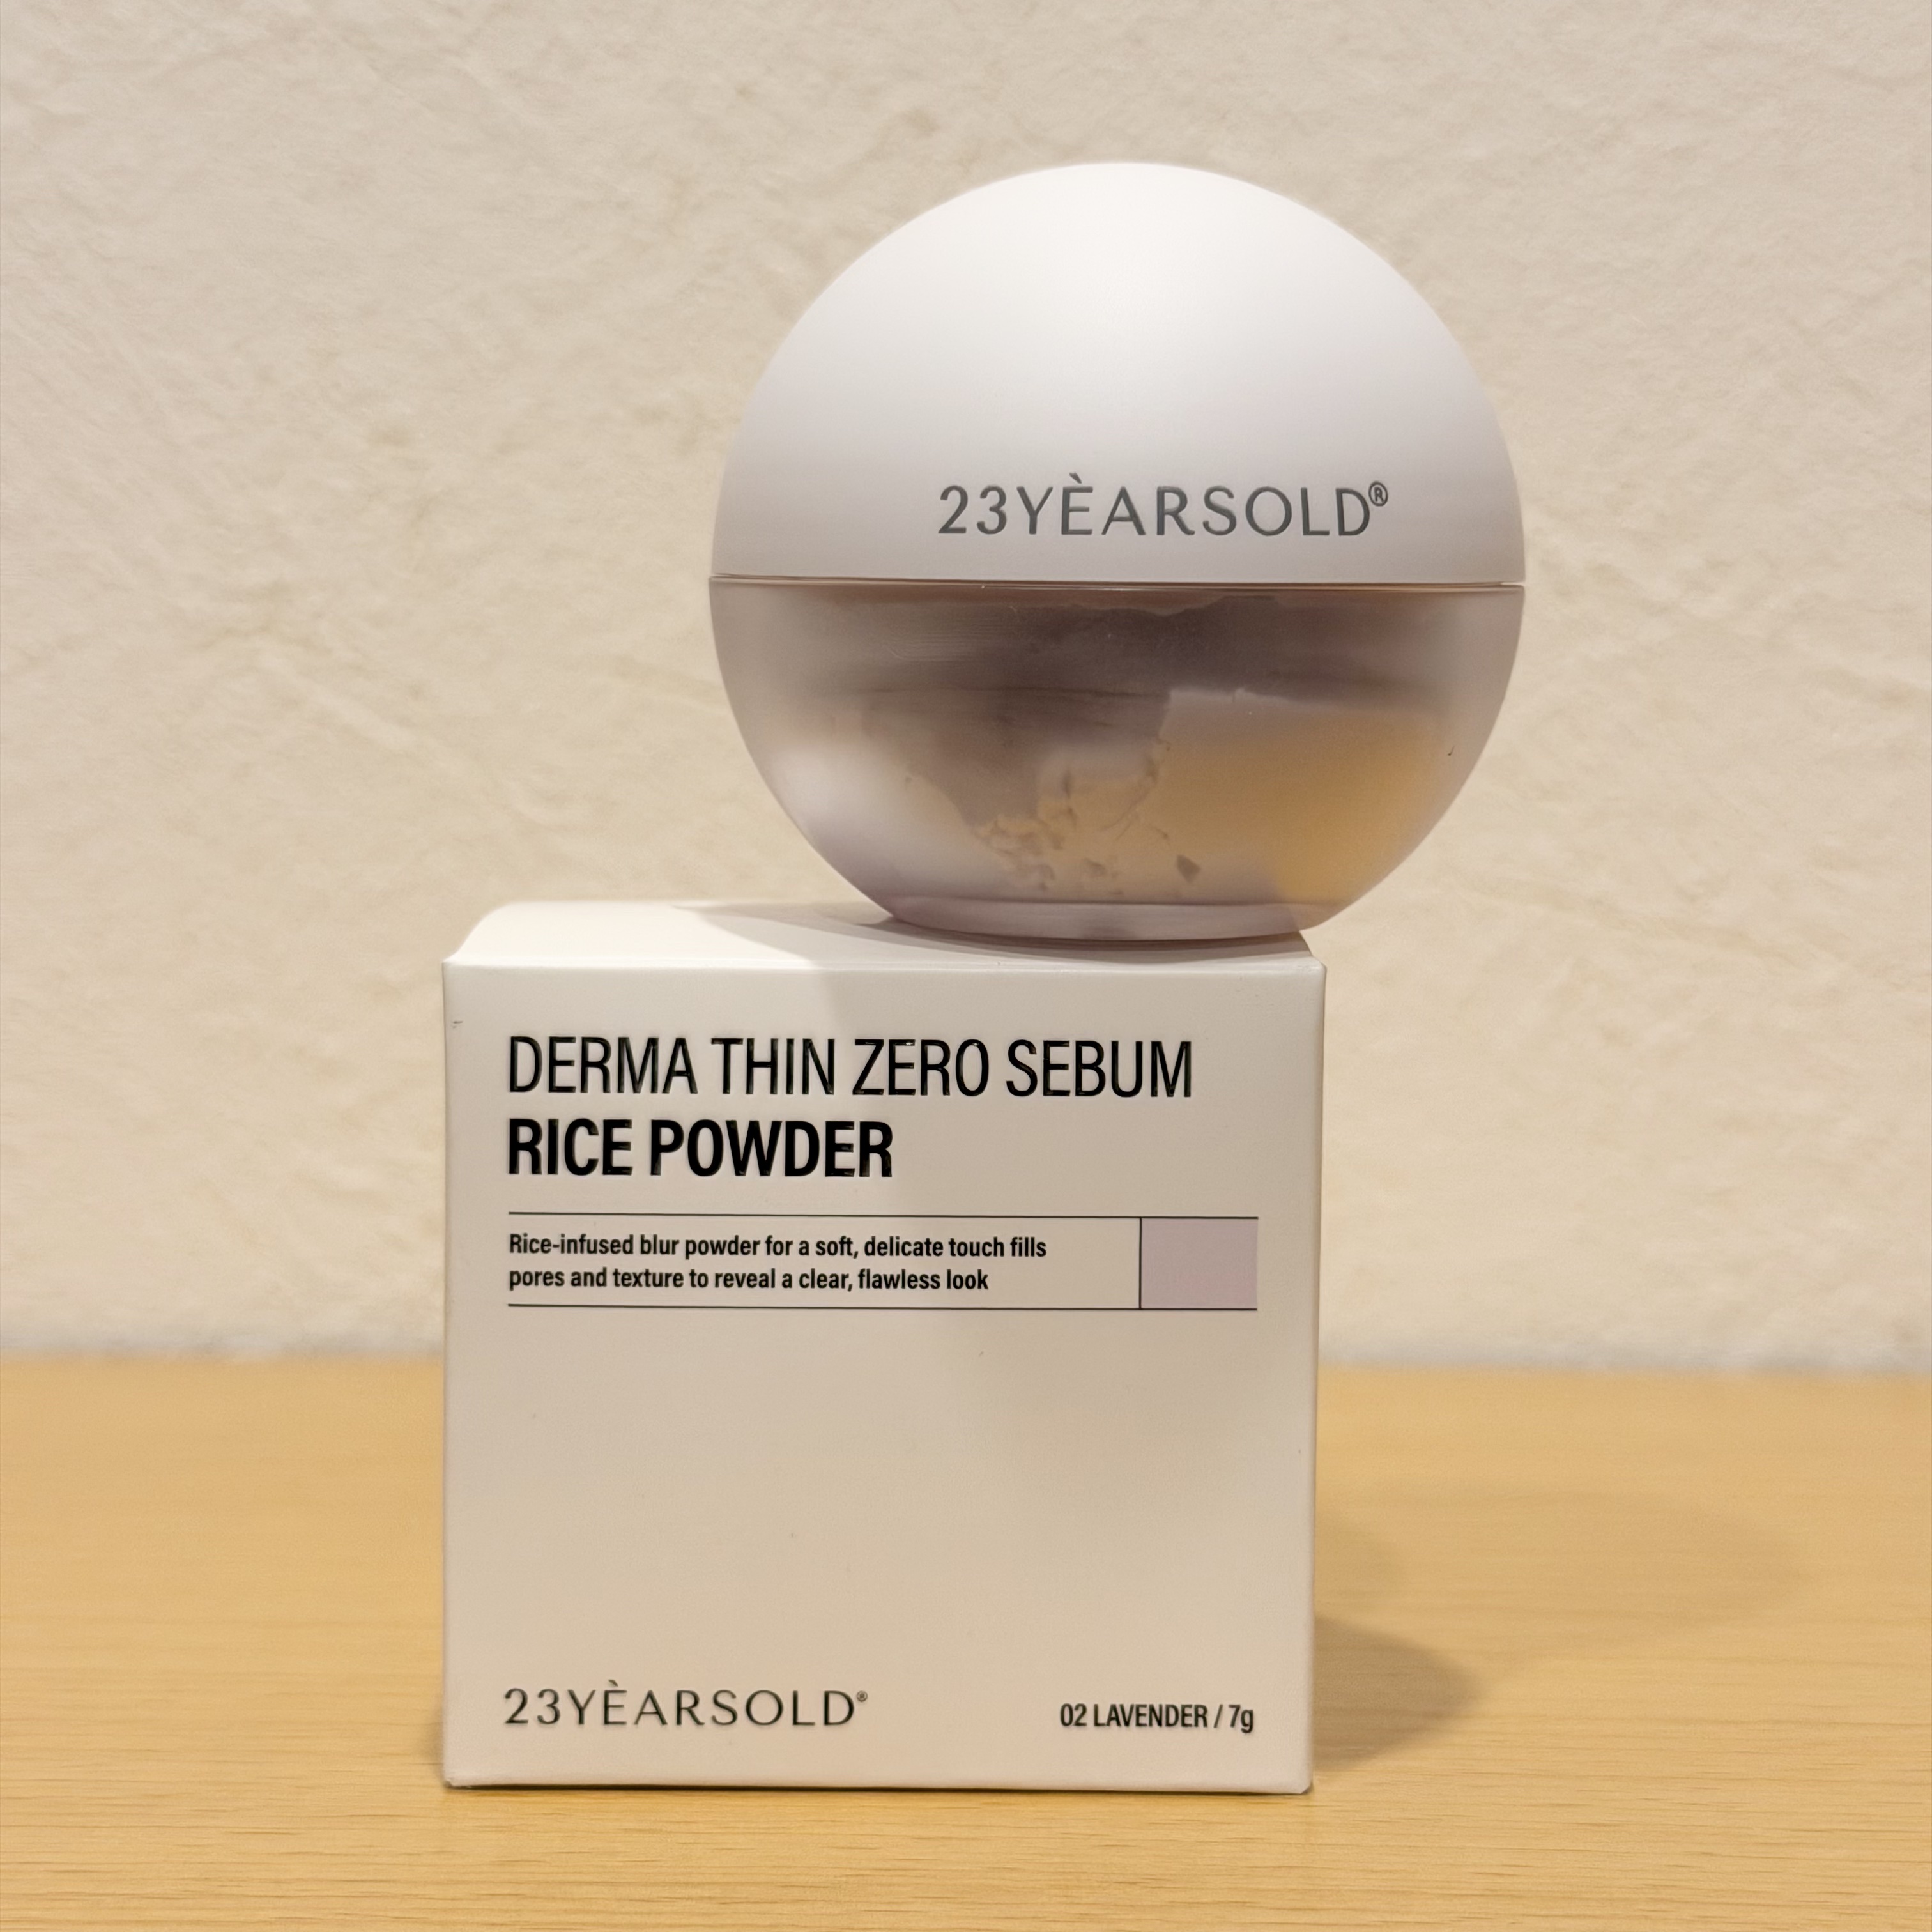 23YÈARSOLD®
DERMA THIN ZERO SEBUM
RICE POWDER
Rice-infused blur powder for a soft, delicate touch fills
pores and texture to reveal a clear, flawless look
23YÈARSOLD®
02 LAVENDER / 7g